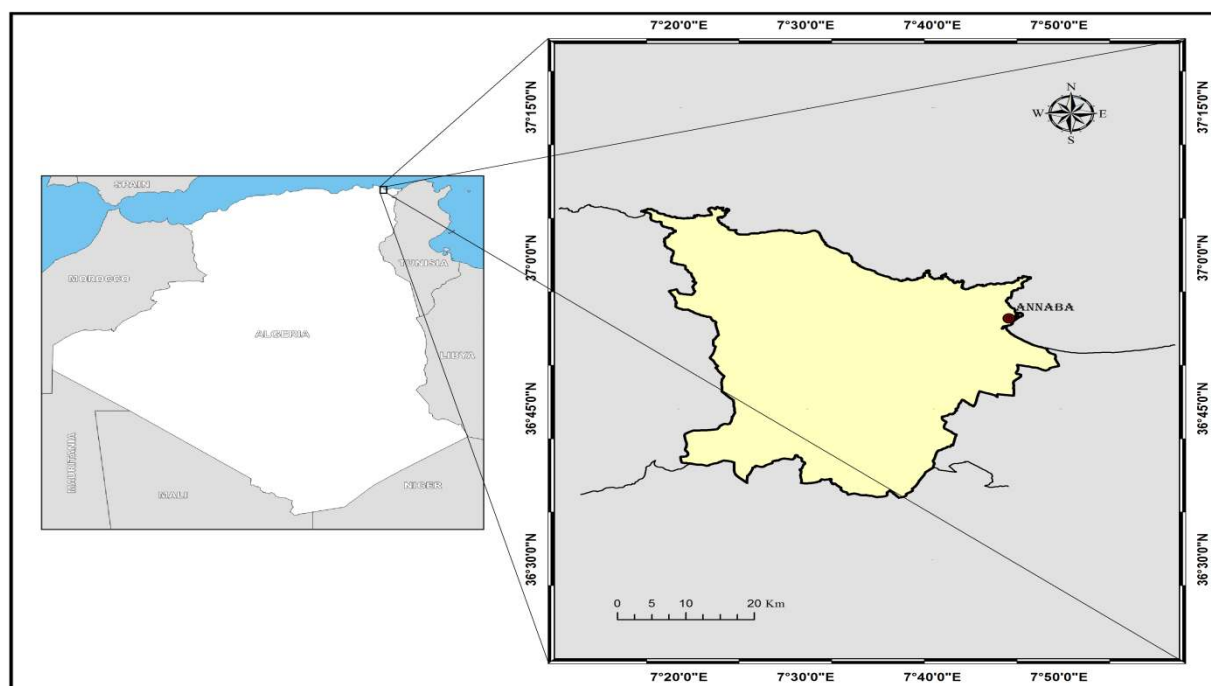 7°20'0"E 7°30'0"E 7°40'0"E 7°50'0"E
37°15'0"N
37°15'0"N
N
W E
S
SPAIN
MOROCCO
TUNISIA
ALGERIA
LIBYA
MAURITANIA
MALI
NIGER
37°0'0"N
37°0'0"N
ANNABA
36°45'0"N
36°45'0"N
36°30'0"N
36°30'0"N
0 5 10 20 Km
7°20'0"E 7°30'0"E 7°40'0"E 7°50'0"E